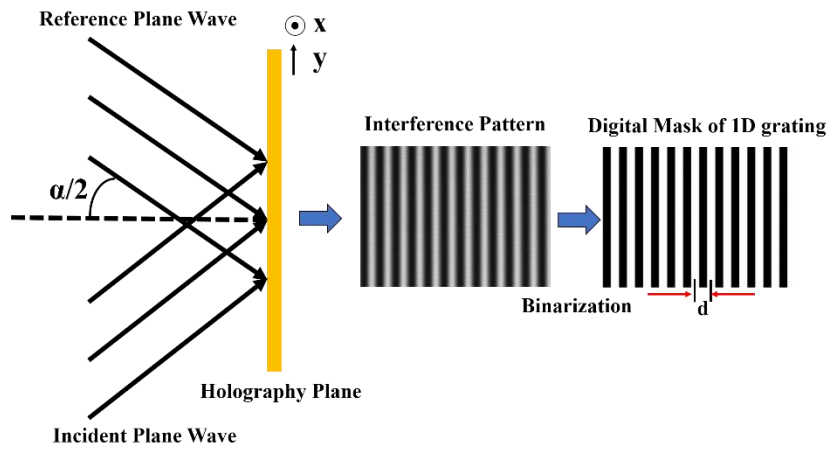 Reference Plane Wave
x
y
α/2
Holography Plane
Incident Plane Wave
Interference Pattern
Binarization
Digital Mask of 1D grating
d